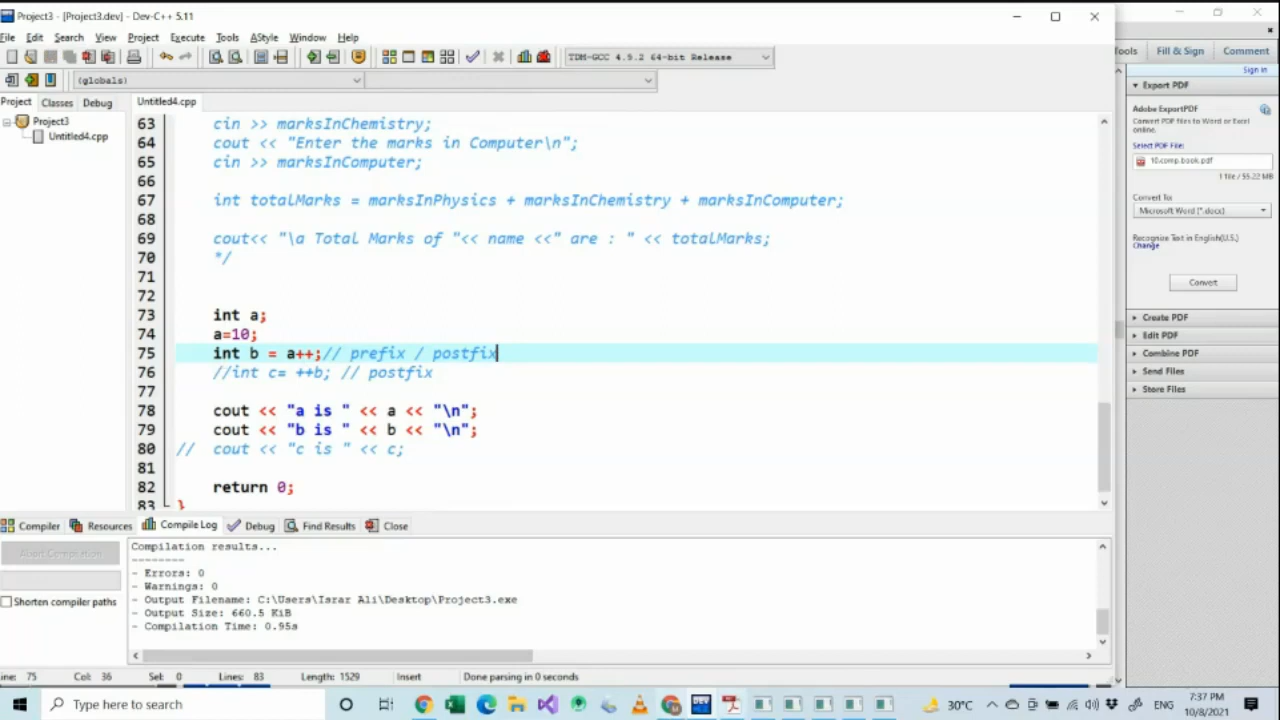 Project3 - [Project3.dev] - Dev-C++ 5.11
File Edit Search View Project Execute Tools AStyle Window Help
TDM-GCC 4.9.2 64-bit Release
(globals)
Project Classes Debug
Untitled4.cpp
Project3
Untitled4.cpp
63 cin >> marksInChemistry;
64 cout << "Enter the marks in Computer\n";
65 cin >> marksInComputer;
66
67 int totalMarks = marksInPhysics + marksInChemistry + marksInComputer;
68
69 cout<< "\a Total Marks of "<< name <<" are : " << totalMarks;
70 */
71
72
73 int a;
74 a=10;
75 int b = a++;// prefix / postfix
76 //int c= ++b; // postfix
77
78 cout << "a is " << a << "\n";
79 cout << "b is " << b << "\n";
80 // cout << "c is " << c;
81
82 return 0;
83 }
Compiler Resources Compile Log Debug Find Results Close
Abort Compilation
Shorten compiler paths
Compilation results...
--------
- Errors: 0
- Warnings: 0
- Output Filename: C:\Users\Israr Ali\Desktop\Project3.exe
- Output Size: 660.5 KiB
- Compilation Time: 0.95s
ine: 75 Col: 36 Sel: 0 Lines: 83 Length: 1529 Insert Done parsing in 0 seconds
Tools Fill & Sign Comment
Sign In
Export PDF
Adobe ExportPDF
Convert PDF files to Word or Excel
online.
Select PDF File:
10.comp.book.pdf
1 file / 55.22 MB
Convert To:
Microsoft Word (*.docx)
Recognize Text in English(U.S.)
Change
Convert
Create PDF
Edit PDF
Combine PDF
Send Files
Store Files
Type here to search
DEV
30°C
ENG
7:37 PM
10/8/2021